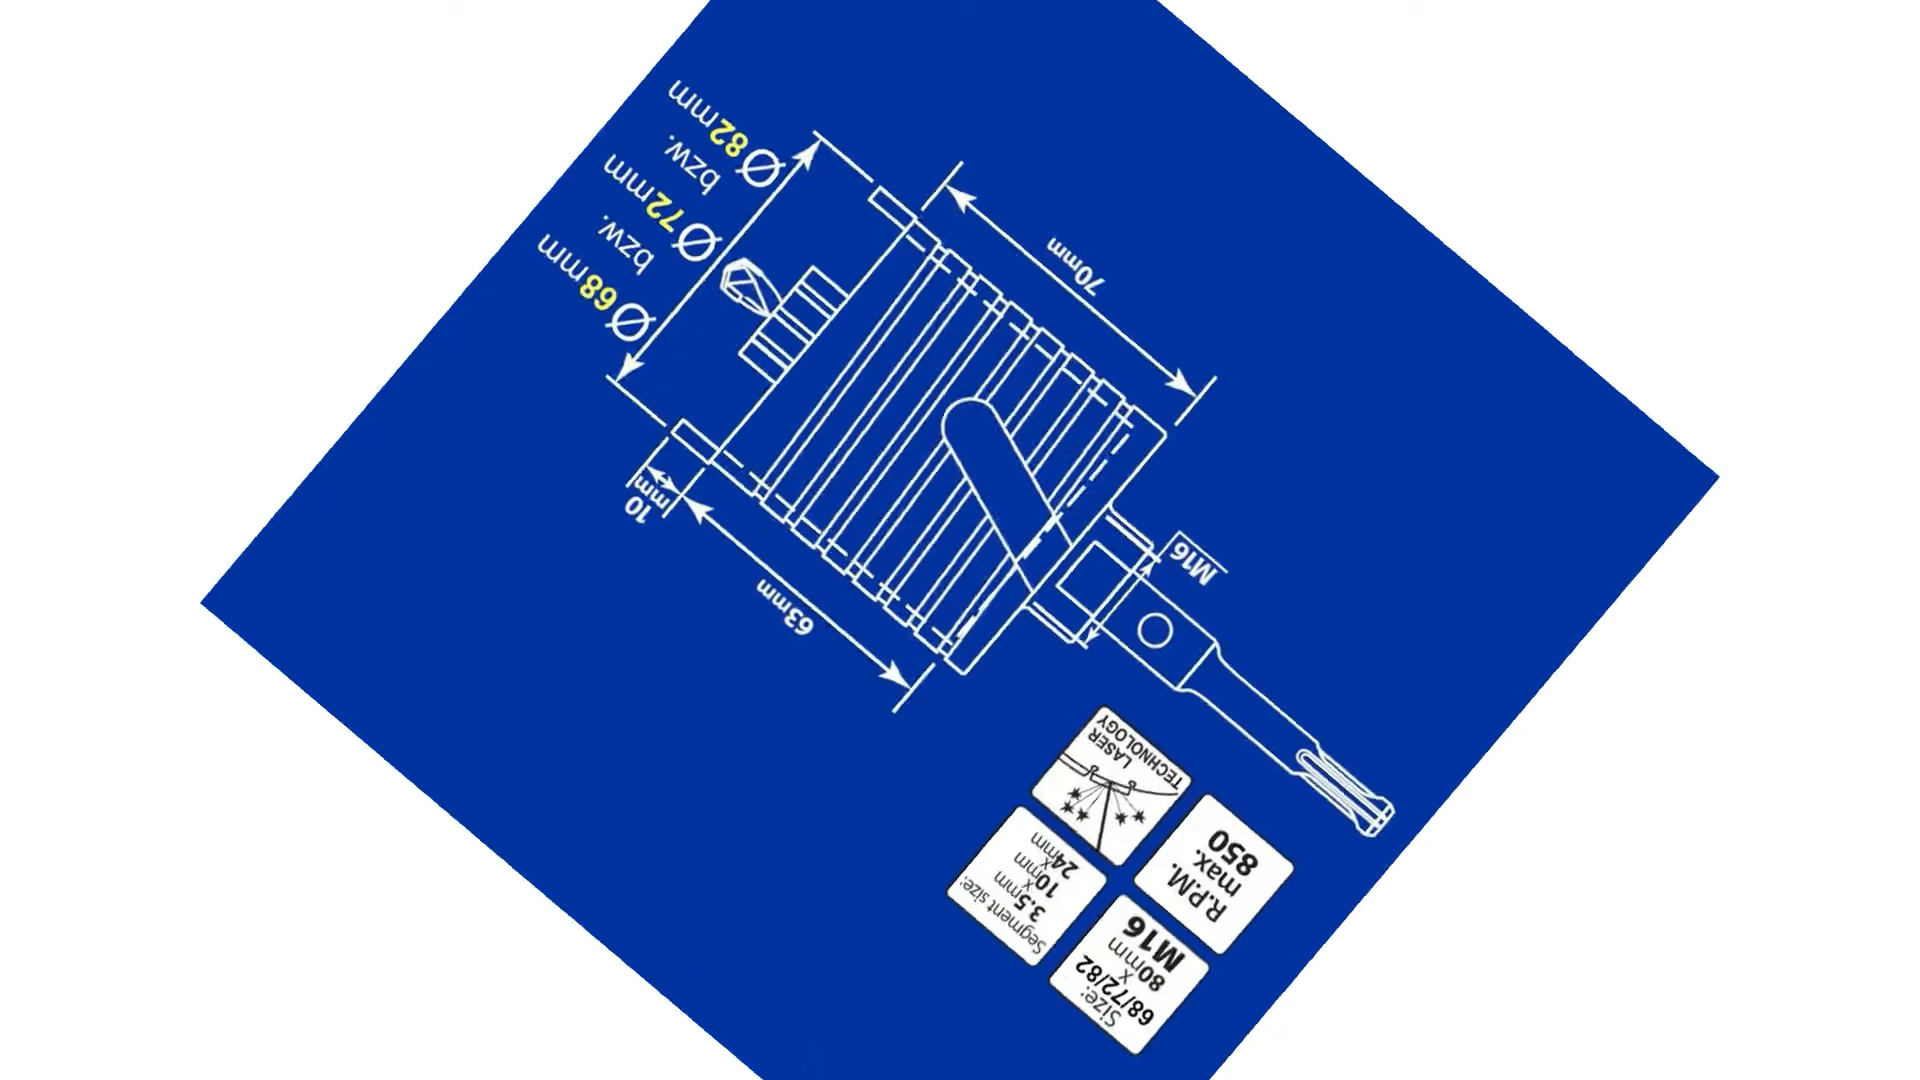 Size:
68/72/82
x
80mm
M16
Segment size:
3.5mm
x
10mm
x
24mm
R.P.M.
max.
850
LASER
TECHNOLOGY
M16
63mm
70mm
10
mm
Ø68mm
bzw.
Ø72mm
bzw.
Ø82mm